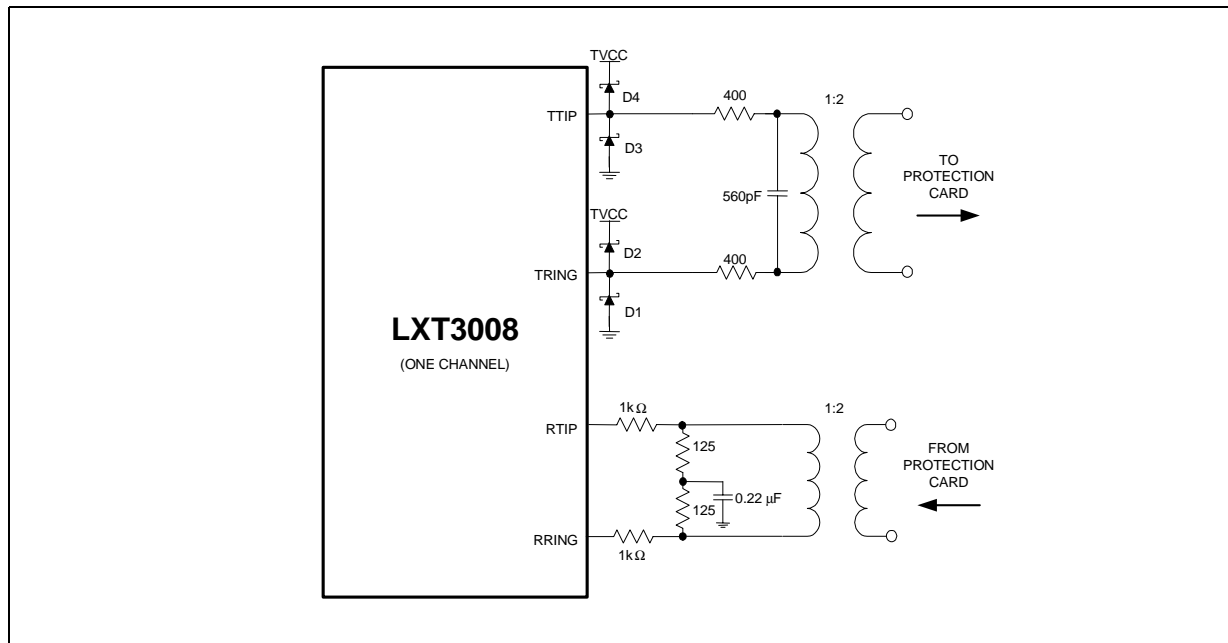 TVCC
D4
TTIP
D3
400
1:2
560pF
TO
PROTECTION
CARD
TVCC
D2
TRING
400
D1
LXT3008
(ONE CHANNEL)
1kΩ
1:2
RTIP
125
FROM
PROTECTION
CARD
0.22 µF
125
RRING
1kΩ